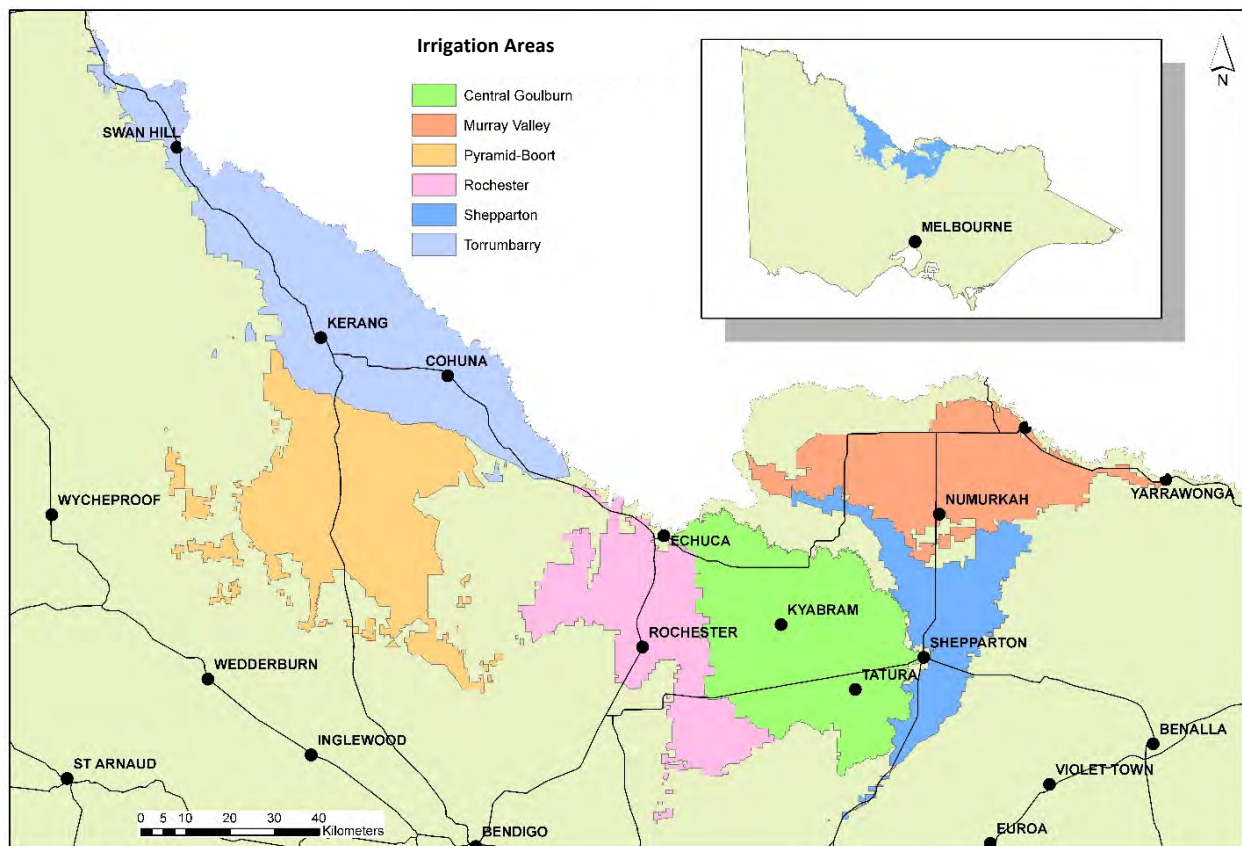 Irrigation Areas
Central Goulburn
Murray Valley
Pyramid-Boort
Rochester
Shepparton
Torrumbarry
N
MELBOURNE
SWAN HILL
KERANG
COHUNA
WYCHEPROOF
NUMURKAH
YARRAWONGA
ECHUCA
KYABRAM
ROCHESTER
SHEPPARTON
TATURA
WEDDERBURN
INGLEWOOD
BENALLA
ST ARNAUD
VIOLET TOWN
0 5 10 20 30 40
Kilometers
BENDIGO
EUROA